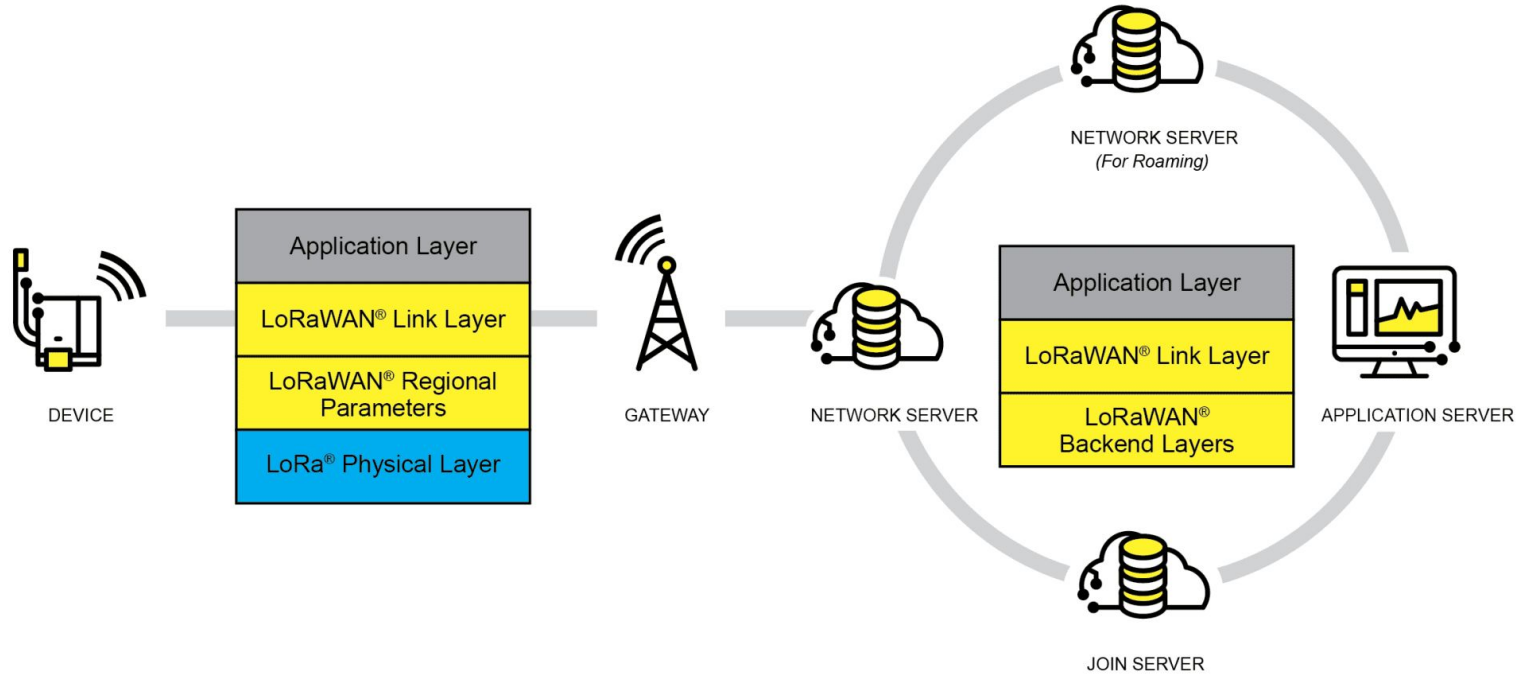 NETWORK SERVER
(For Roaming)
Application Layer
LoRaWAN® Link Layer
LoRaWAN® Regional
Parameters
LoRa® Physical Layer
Application Layer
LoRaWAN® Link Layer
LoRaWAN®
Backend Layers
DEVICE
GATEWAY
NETWORK SERVER
APPLICATION SERVER
JOIN SERVER